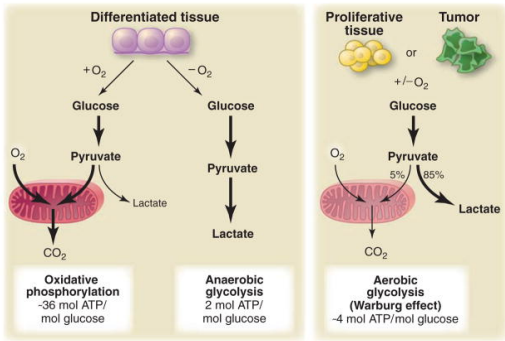 Differentiated tissue
+O₂
–O₂
Glucose
Glucose
O₂
Pyruvate
Pyruvate
Lactate
Lactate
CO₂
Oxidative
phosphorylation
-36 mol ATP/
mol glucose
Anaerobic
glycolysis
2 mol ATP/
mol glucose
Proliferative
tissue
or
Tumor
+/–O₂
Glucose
O₂
Pyruvate
5%
85%
Lactate
CO₂
Aerobic
glycolysis
(Warburg effect)
-4 mol ATP/mol glucose